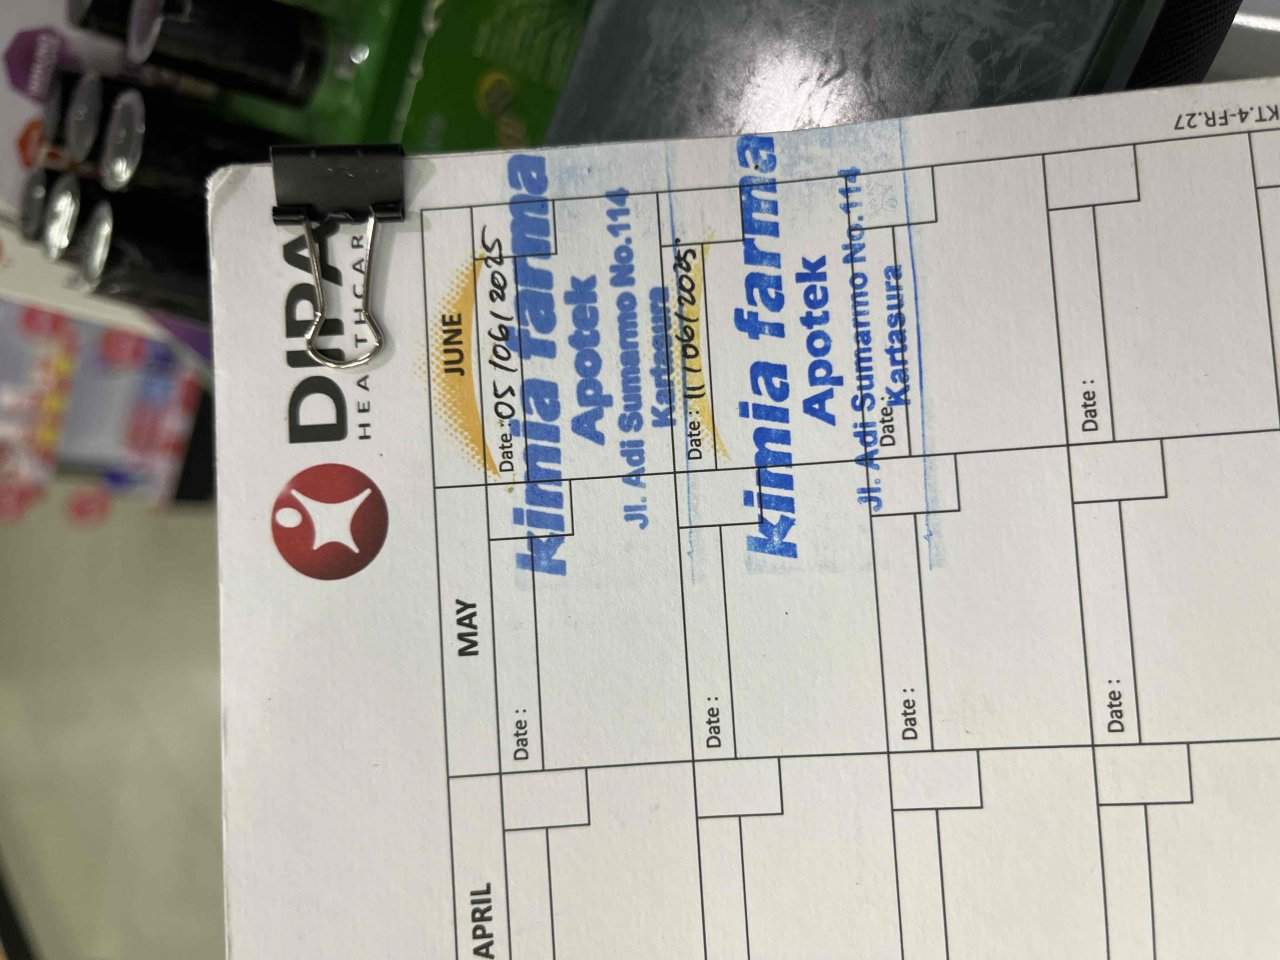 DIPA
HEALTHCARE
KT.4-FR.27
APRIL
MAY
JUNE
Date :
Date : 05/06/2025
kimia farma
Apotek
Jl. Adi Sumarmo No.114
Kartasura
Date :
Date : 11/06/2025
kimia farma
Apotek
Jl. Adi Sumarmo No.114
Kartasura
Date :
Date :
Date :
Date :